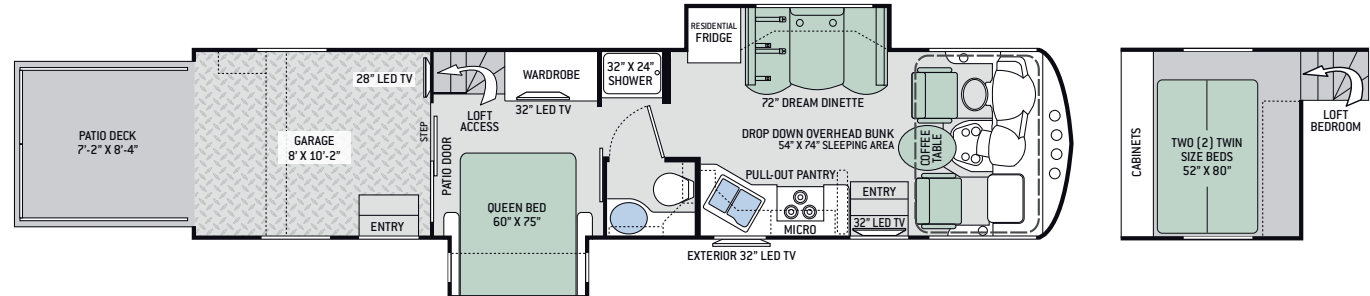 PATIO DECK
7'-2" X 8'-4"
GARAGE
8' X 10'-2"
28" LED TV
STEP
PATIO DOOR
ENTRY
LOFT
ACCESS
WARDROBE
32" LED TV
32" X 24"
SHOWER
QUEEN BED
60" X 75"
RESIDENTIAL
FRIDGE
72" DREAM DINETTE
DROP DOWN OVERHEAD BUNK
54" X 74" SLEEPING AREA
COFFEE
TABLE
PULL-OUT PANTRY
MICRO
ENTRY
32" LED TV
EXTERIOR 32" LED TV
CABINETS
TWO (2) TWIN
SIZE BEDS
52" X 80"
LOFT
BEDROOM